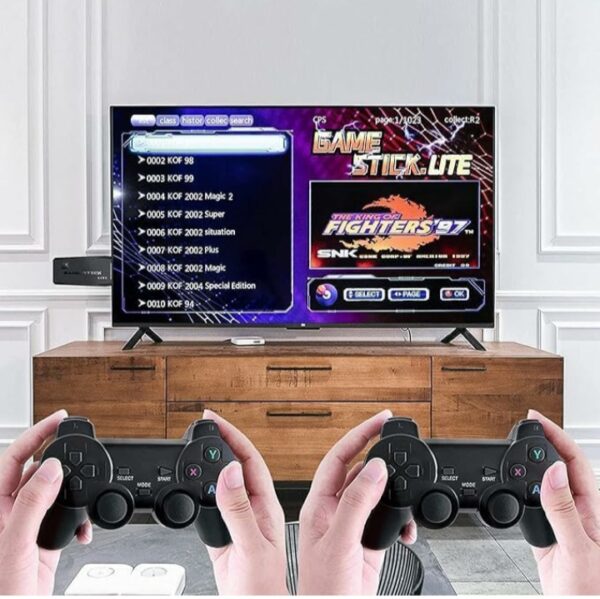 class histor collec search
CPS page:1/1023 collect:R2
GAME
STICK LITE
0002 KOF 98
0003 KOF 99
0004 KOF 2002 Magic 2
0005 KOF 2002 Super
0006 KOF 2002 situation
0007 KOF 2002 Plus
0008 KOF 2002 Magic
0009 KOF 2004 Special Edition
0010 KOF 94
THE KING OF
FIGHTERS'97 TM
SNK
SELECT PAGE OK
GAME STICK
SELECT START
MODE
Y
X
A
SELECT START
MODE
Y
X
A